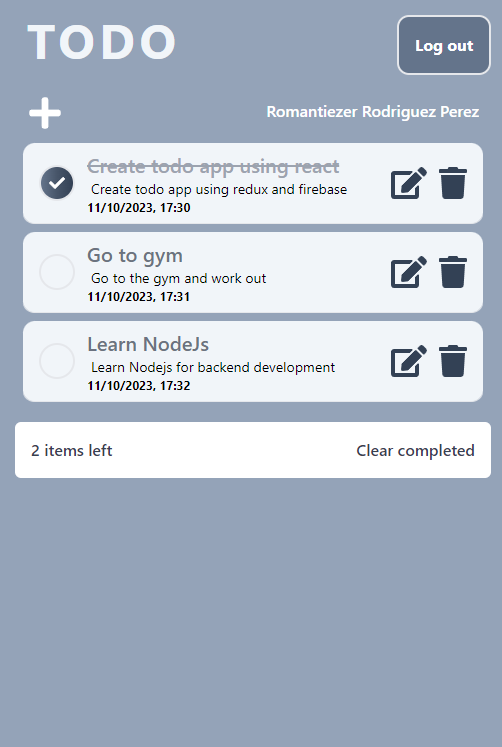 TODO
Log out
Romantiezer Rodriguez Perez
Create todo app using react
Create todo app using redux and firebase
11/10/2023, 17:30
Go to gym
Go to the gym and work out
11/10/2023, 17:31
Learn NodeJs
Learn Nodejs for backend development
11/10/2023, 17:32
2 items left
Clear completed